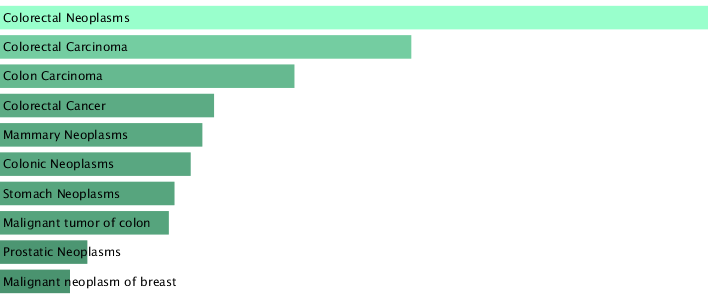 Colorectal Neoplasms
Colorectal Carcinoma
Colon Carcinoma
Colorectal Cancer
Mammary Neoplasms
Colonic Neoplasms
Stomach Neoplasms
Malignant tumor of colon
Prostatic Neoplasms
Malignant neoplasm of breast